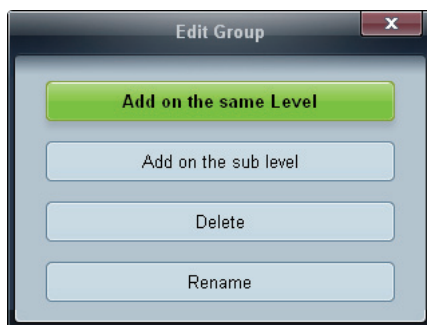 Edit Group
x
Add on the same Level
Add on the sub level
Delete
Rename